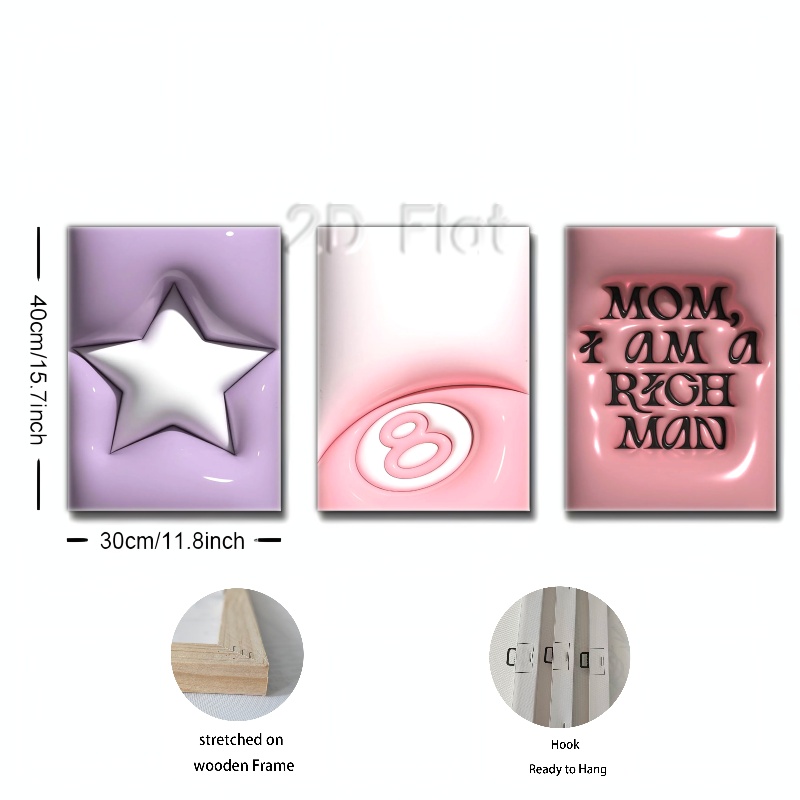 2D Flat
40cm/15.7inch
8
MOM,
i AM A
RICH
MAN
30cm/11.8inch
stretched on
wooden Frame
Hook
Ready to Hang